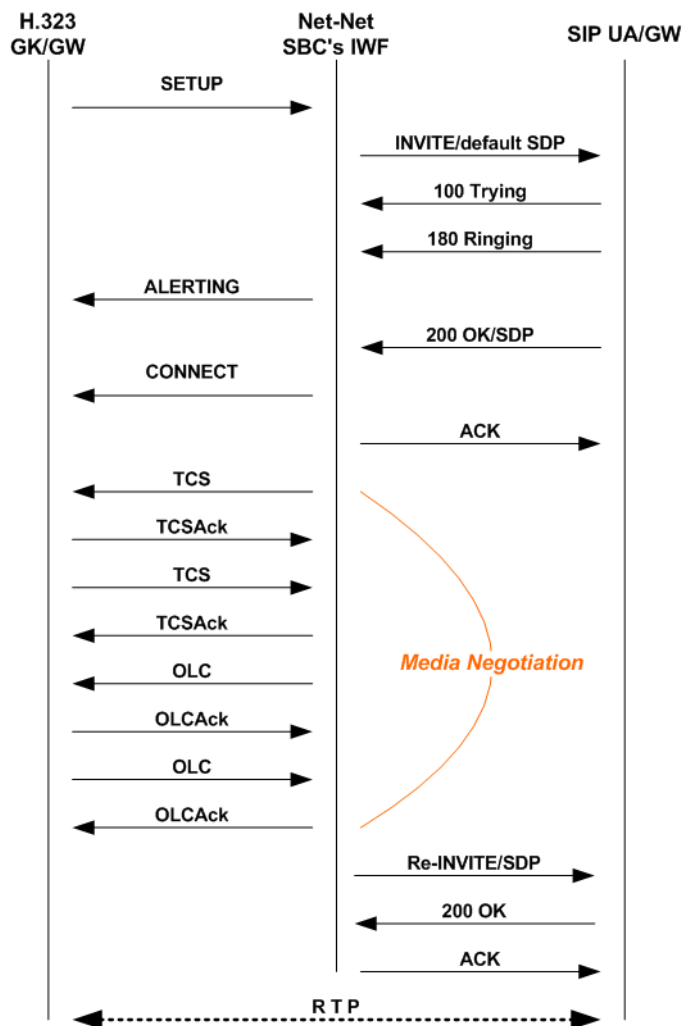 H.323
GK/GW
Net-Net
SBC's IWF
SIP UA/GW
SETUP
INVITE/default SDP
100 Trying
180 Ringing
ALERTING
200 OK/SDP
CONNECT
ACK
TCS
TCSAck
TCS
TCSAck
Media Negotiation
OLC
OLCAck
OLC
OLCAck
Re-INVITE/SDP
200 OK
ACK
R T P